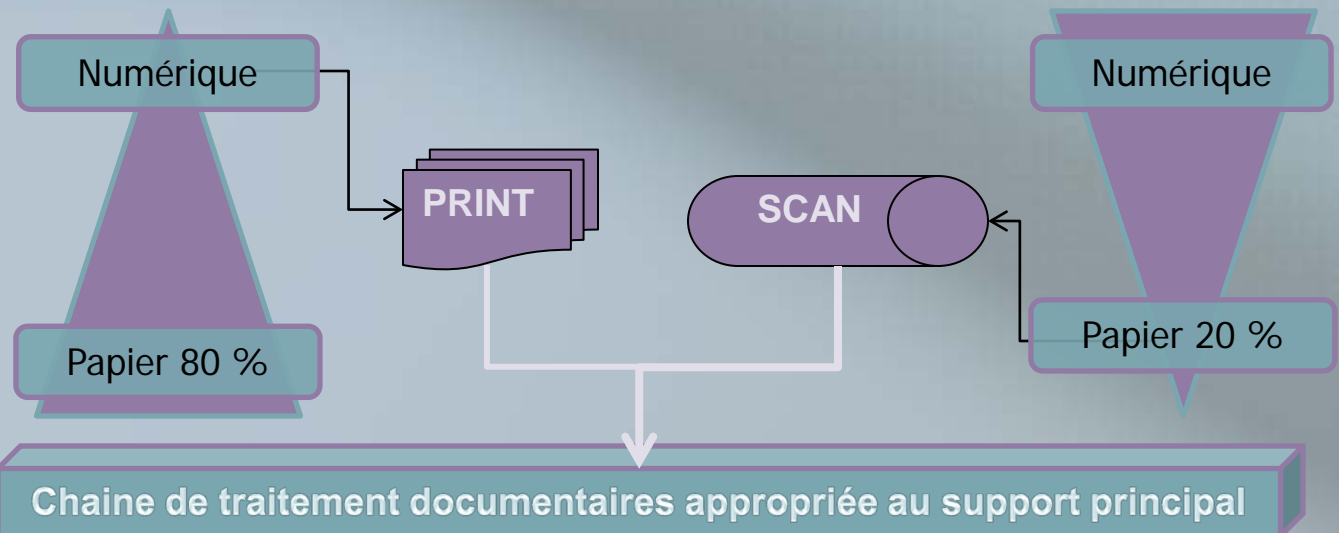 Numérique
Numérique
PRINT
SCAN
Papier 80 %
Papier 20 %
Chaine de traitement documentaires appropriée au support principal